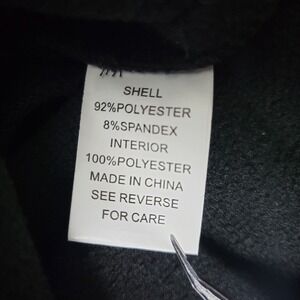 SHELL
92%POLYESTER
8%SPANDEX
INTERIOR
100%POLYESTER
MADE IN CHINA
SEE REVERSE
FOR CARE